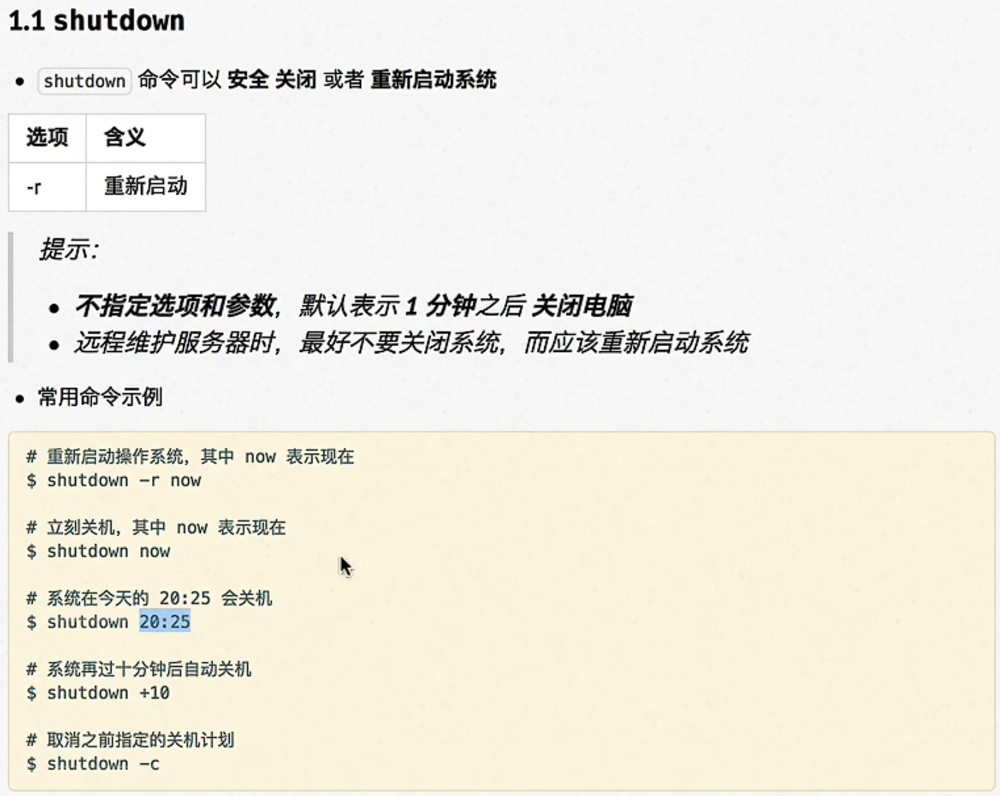 1.1 shutdown
shutdown 命令可以 安全 关闭 或者 重新启动系统
选项 含义
-r 重新启动
提示：
不指定选项和参数，默认表示 1 分钟之后 关闭电脑
远程维护服务器时，最好不要关闭系统，而应该重新启动系统
常用命令示例
# 重新启动操作系统，其中 now 表示现在
$ shutdown -r now
# 立刻关机，其中 now 表示现在
$ shutdown now
# 系统在今天的 20:25 会关机
$ shutdown 20:25
# 系统再过十分钟后自动关机
$ shutdown +10
# 取消之前指定的关机计划
$ shutdown -c